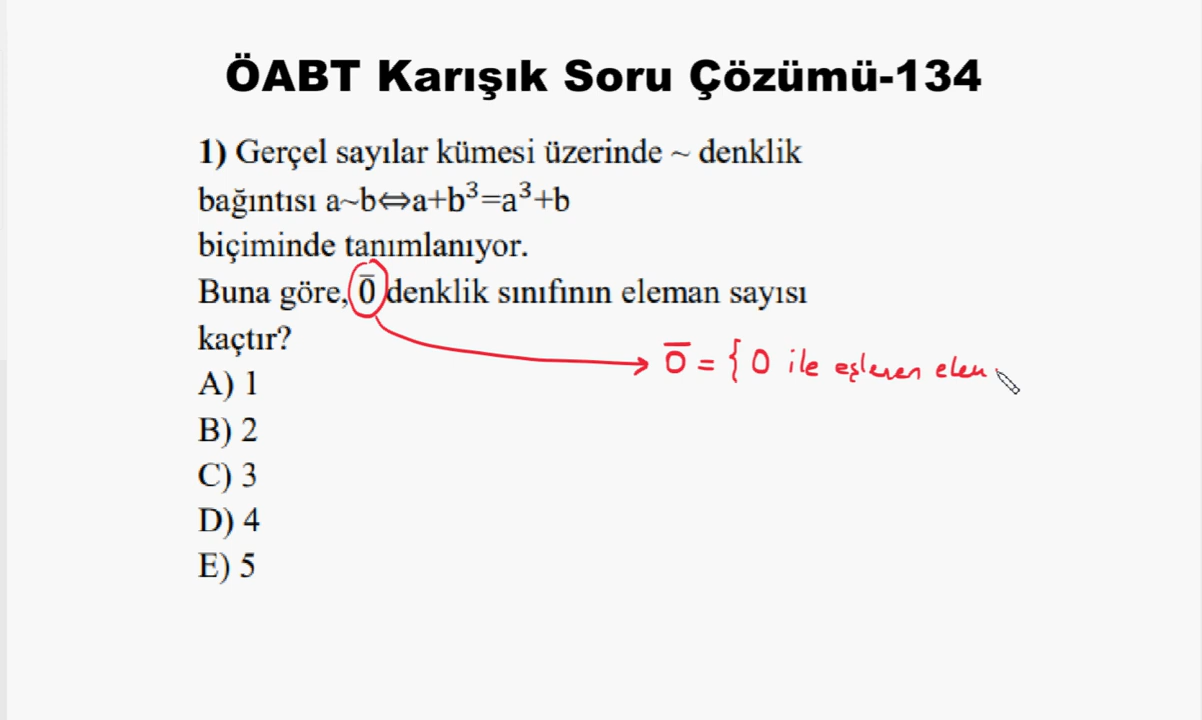 ÖABT Karışık Soru Çözümü-134
1) Gerçel sayılar kümesi üzerinde ~ denklik
bağıntısı a~b⇔a+b³=a³+b
biçiminde tanımlanıyor.
Buna göre, 0̅ denklik sınıfının eleman sayısı
kaçtır?
0̅ = { 0 ile eşlenen elem
A) 1
B) 2
C) 3
D) 4
E) 5